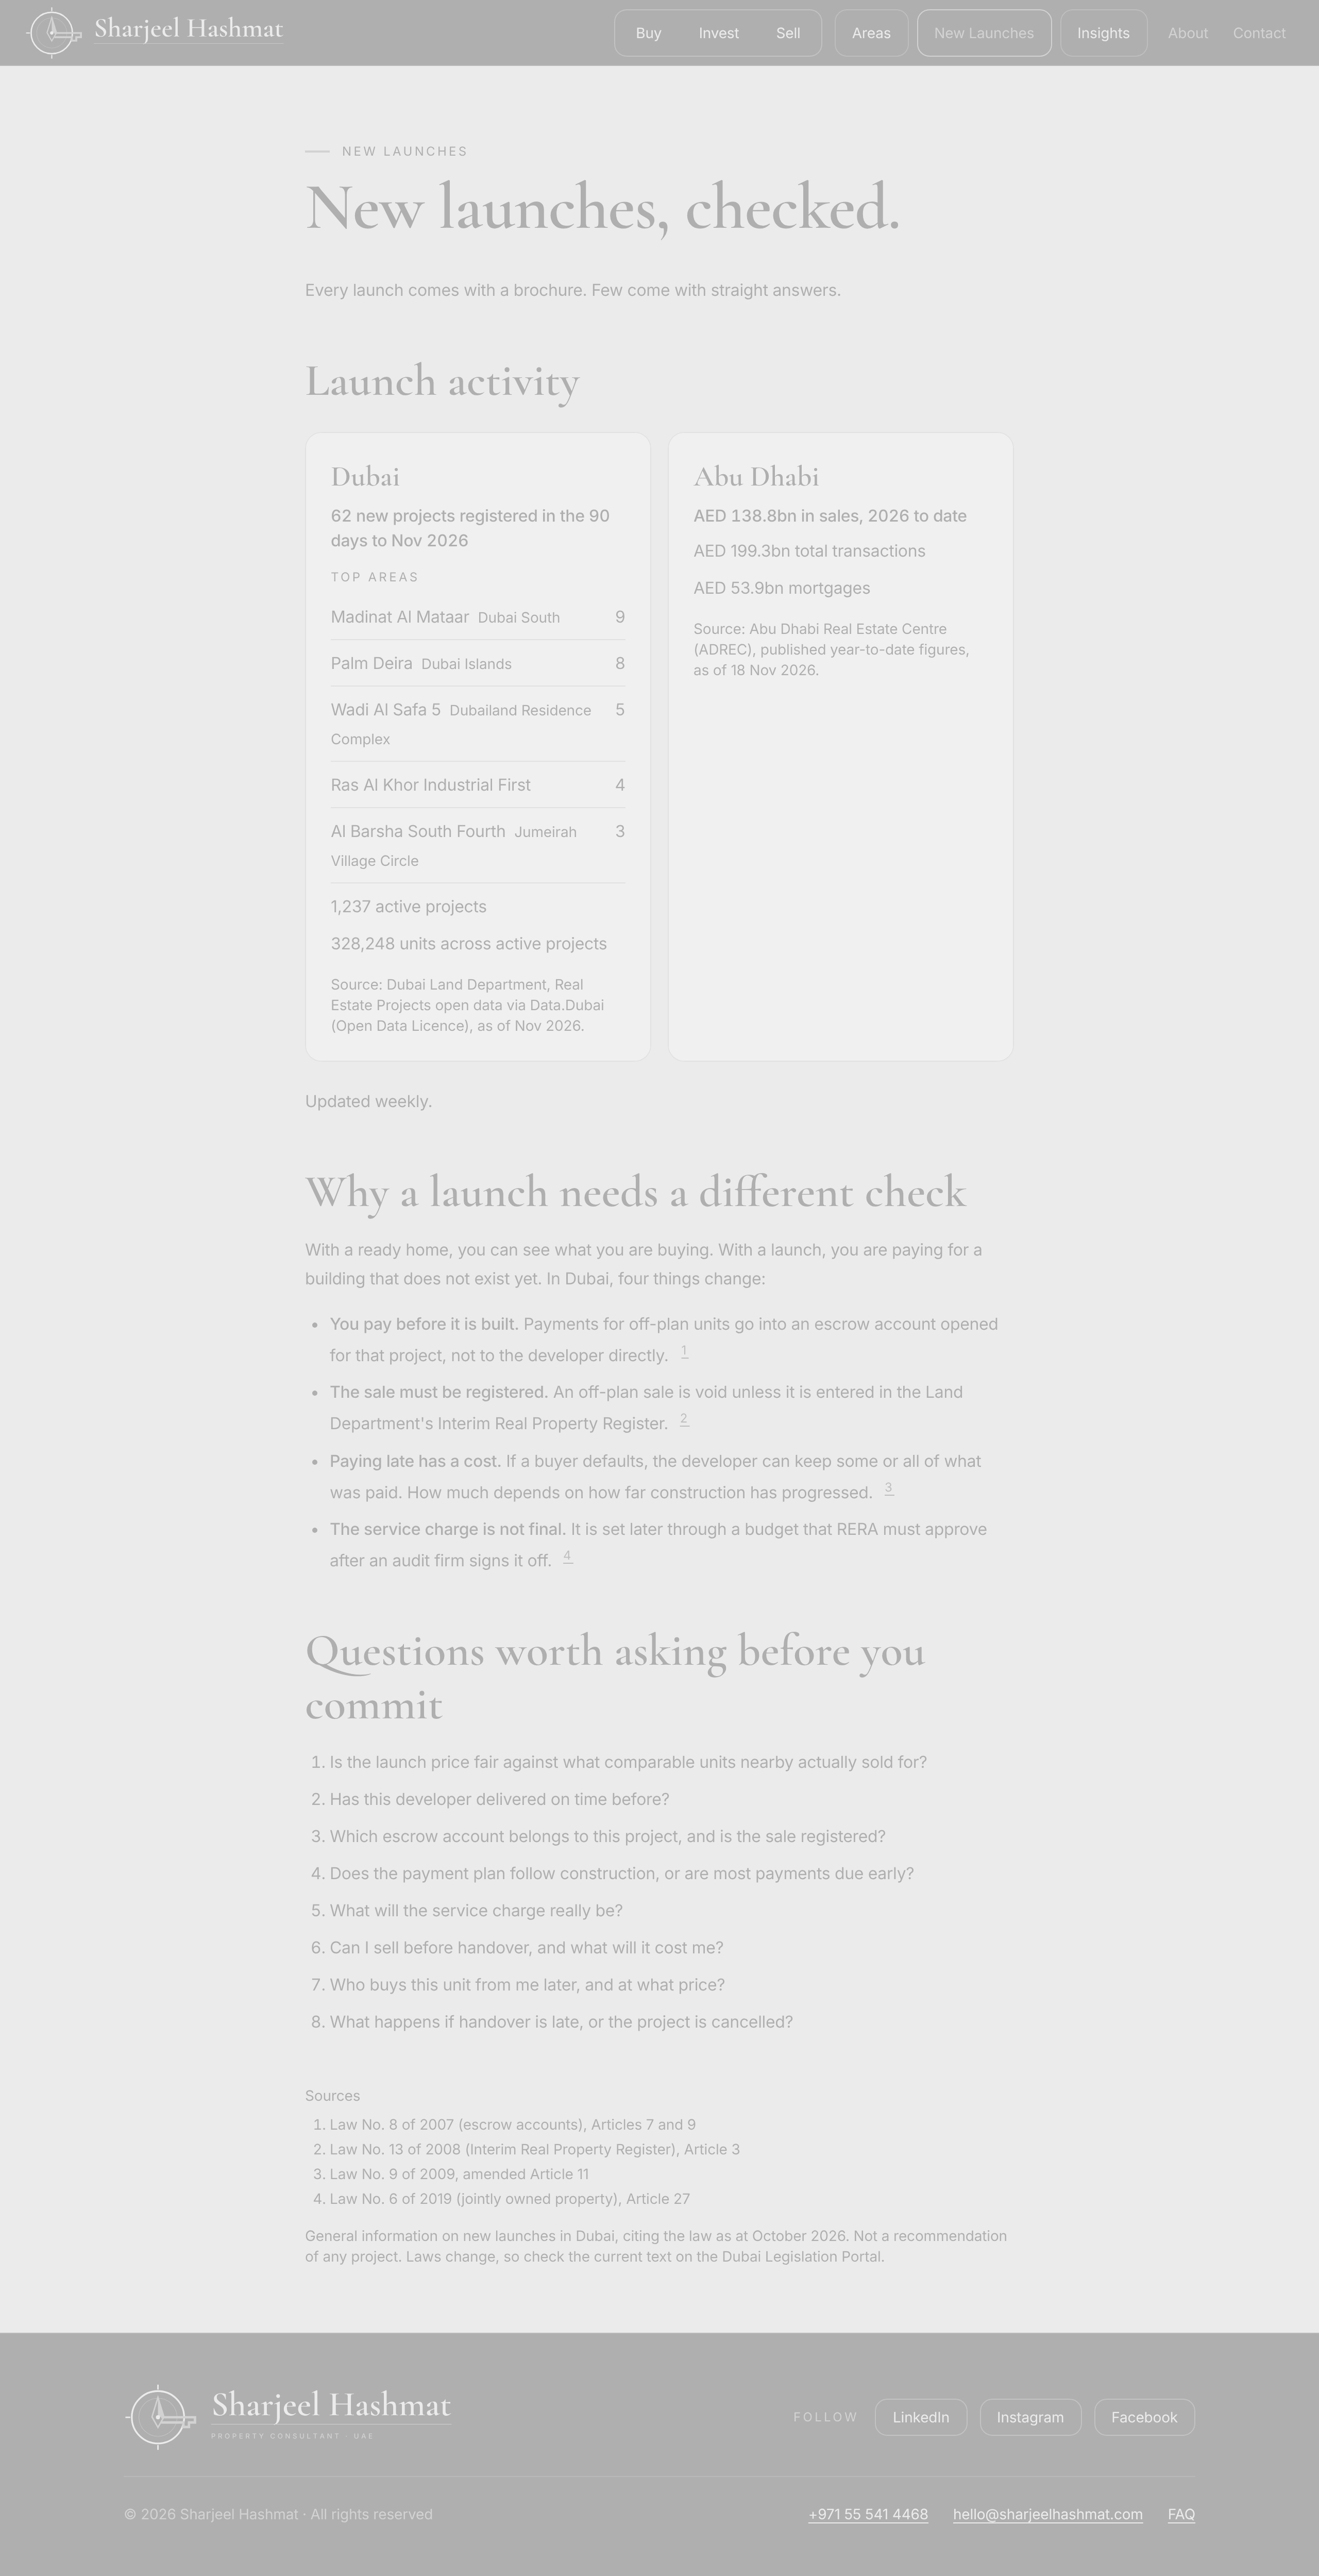 Sharjeel Hashmat
Buy Invest Sell Areas New Launches Insights About Contact
NEW LAUNCHES
New launches, checked.
Every launch comes with a brochure. Few come with straight answers.
Launch activity
Dubai
62 new projects registered in the 90
days to Nov 2026
TOP AREAS
Madinat Al Mataar Dubai South 9
Palm Deira Dubai Islands 8
Wadi Al Safa 5 Dubailand Residence 5
Complex
Ras Al Khor Industrial First 4
Al Barsha South Fourth Jumeirah 3
Village Circle
1,237 active projects
328,248 units across active projects
Source: Dubai Land Department, Real
Estate Projects open data via Data.Dubai
(Open Data Licence), as of Nov 2026.
Abu Dhabi
AED 138.8bn in sales, 2026 to date
AED 199.3bn total transactions
AED 53.9bn mortgages
Source: Abu Dhabi Real Estate Centre
(ADREC), published year-to-date figures,
as of 18 Nov 2026.
Updated weekly.
Why a launch needs a different check
With a ready home, you can see what you are buying. With a launch, you are paying for a
building that does not exist yet. In Dubai, four things change:
• You pay before it is built. Payments for off-plan units go into an escrow account opened
for that project, not to the developer directly. 1
• The sale must be registered. An off-plan sale is void unless it is entered in the Land
Department's Interim Real Property Register. 2
• Paying late has a cost. If a buyer defaults, the developer can keep some or all of what
was paid. How much depends on how far construction has progressed. 3
• The service charge is not final. It is set later through a budget that RERA must approve
after an audit firm signs it off. 4
Questions worth asking before you
commit
1. Is the launch price fair against what comparable units nearby actually sold for?
2. Has this developer delivered on time before?
3. Which escrow account belongs to this project, and is the sale registered?
4. Does the payment plan follow construction, or are most payments due early?
5. What will the service charge really be?
6. Can I sell before handover, and what will it cost me?
7. Who buys this unit from me later, and at what price?
8. What happens if handover is late, or the project is cancelled?
Sources
1. Law No. 8 of 2007 (escrow accounts), Articles 7 and 9
2. Law No. 13 of 2008 (Interim Real Property Register), Article 3
3. Law No. 9 of 2009, amended Article 11
4. Law No. 6 of 2019 (jointly owned property), Article 27
General information on new launches in Dubai, citing the law as at October 2026. Not a recommendation
of any project. Laws change, so check the current text on the Dubai Legislation Portal.
Sharjeel Hashmat
PROPERTY CONSULTANT · UAE
FOLLOW LinkedIn Instagram Facebook
© 2026 Sharjeel Hashmat · All rights reserved
+971 55 541 4468 hello@sharjeelhashmat.com FAQ